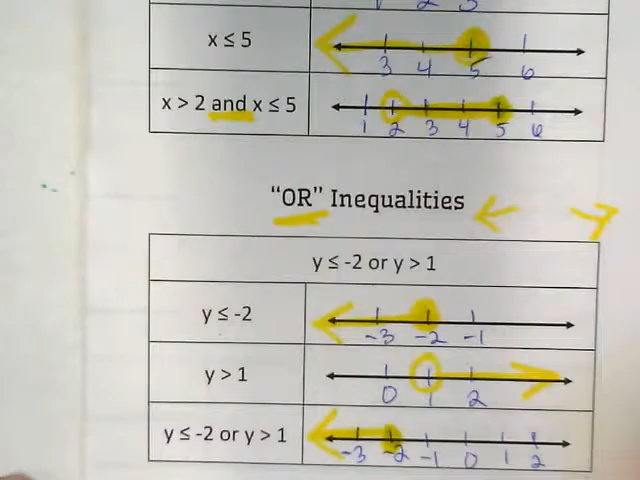 x ≤ 5
3 4 5 6
x > 2 and x ≤ 5
1 2 3 4 5 6
"OR" Inequalities
y ≤ -2 or y > 1
y ≤ -2
-3 -2 -1
y > 1
0 1 2
y ≤ -2 or y > 1
-3 -2 -1 0 1 2